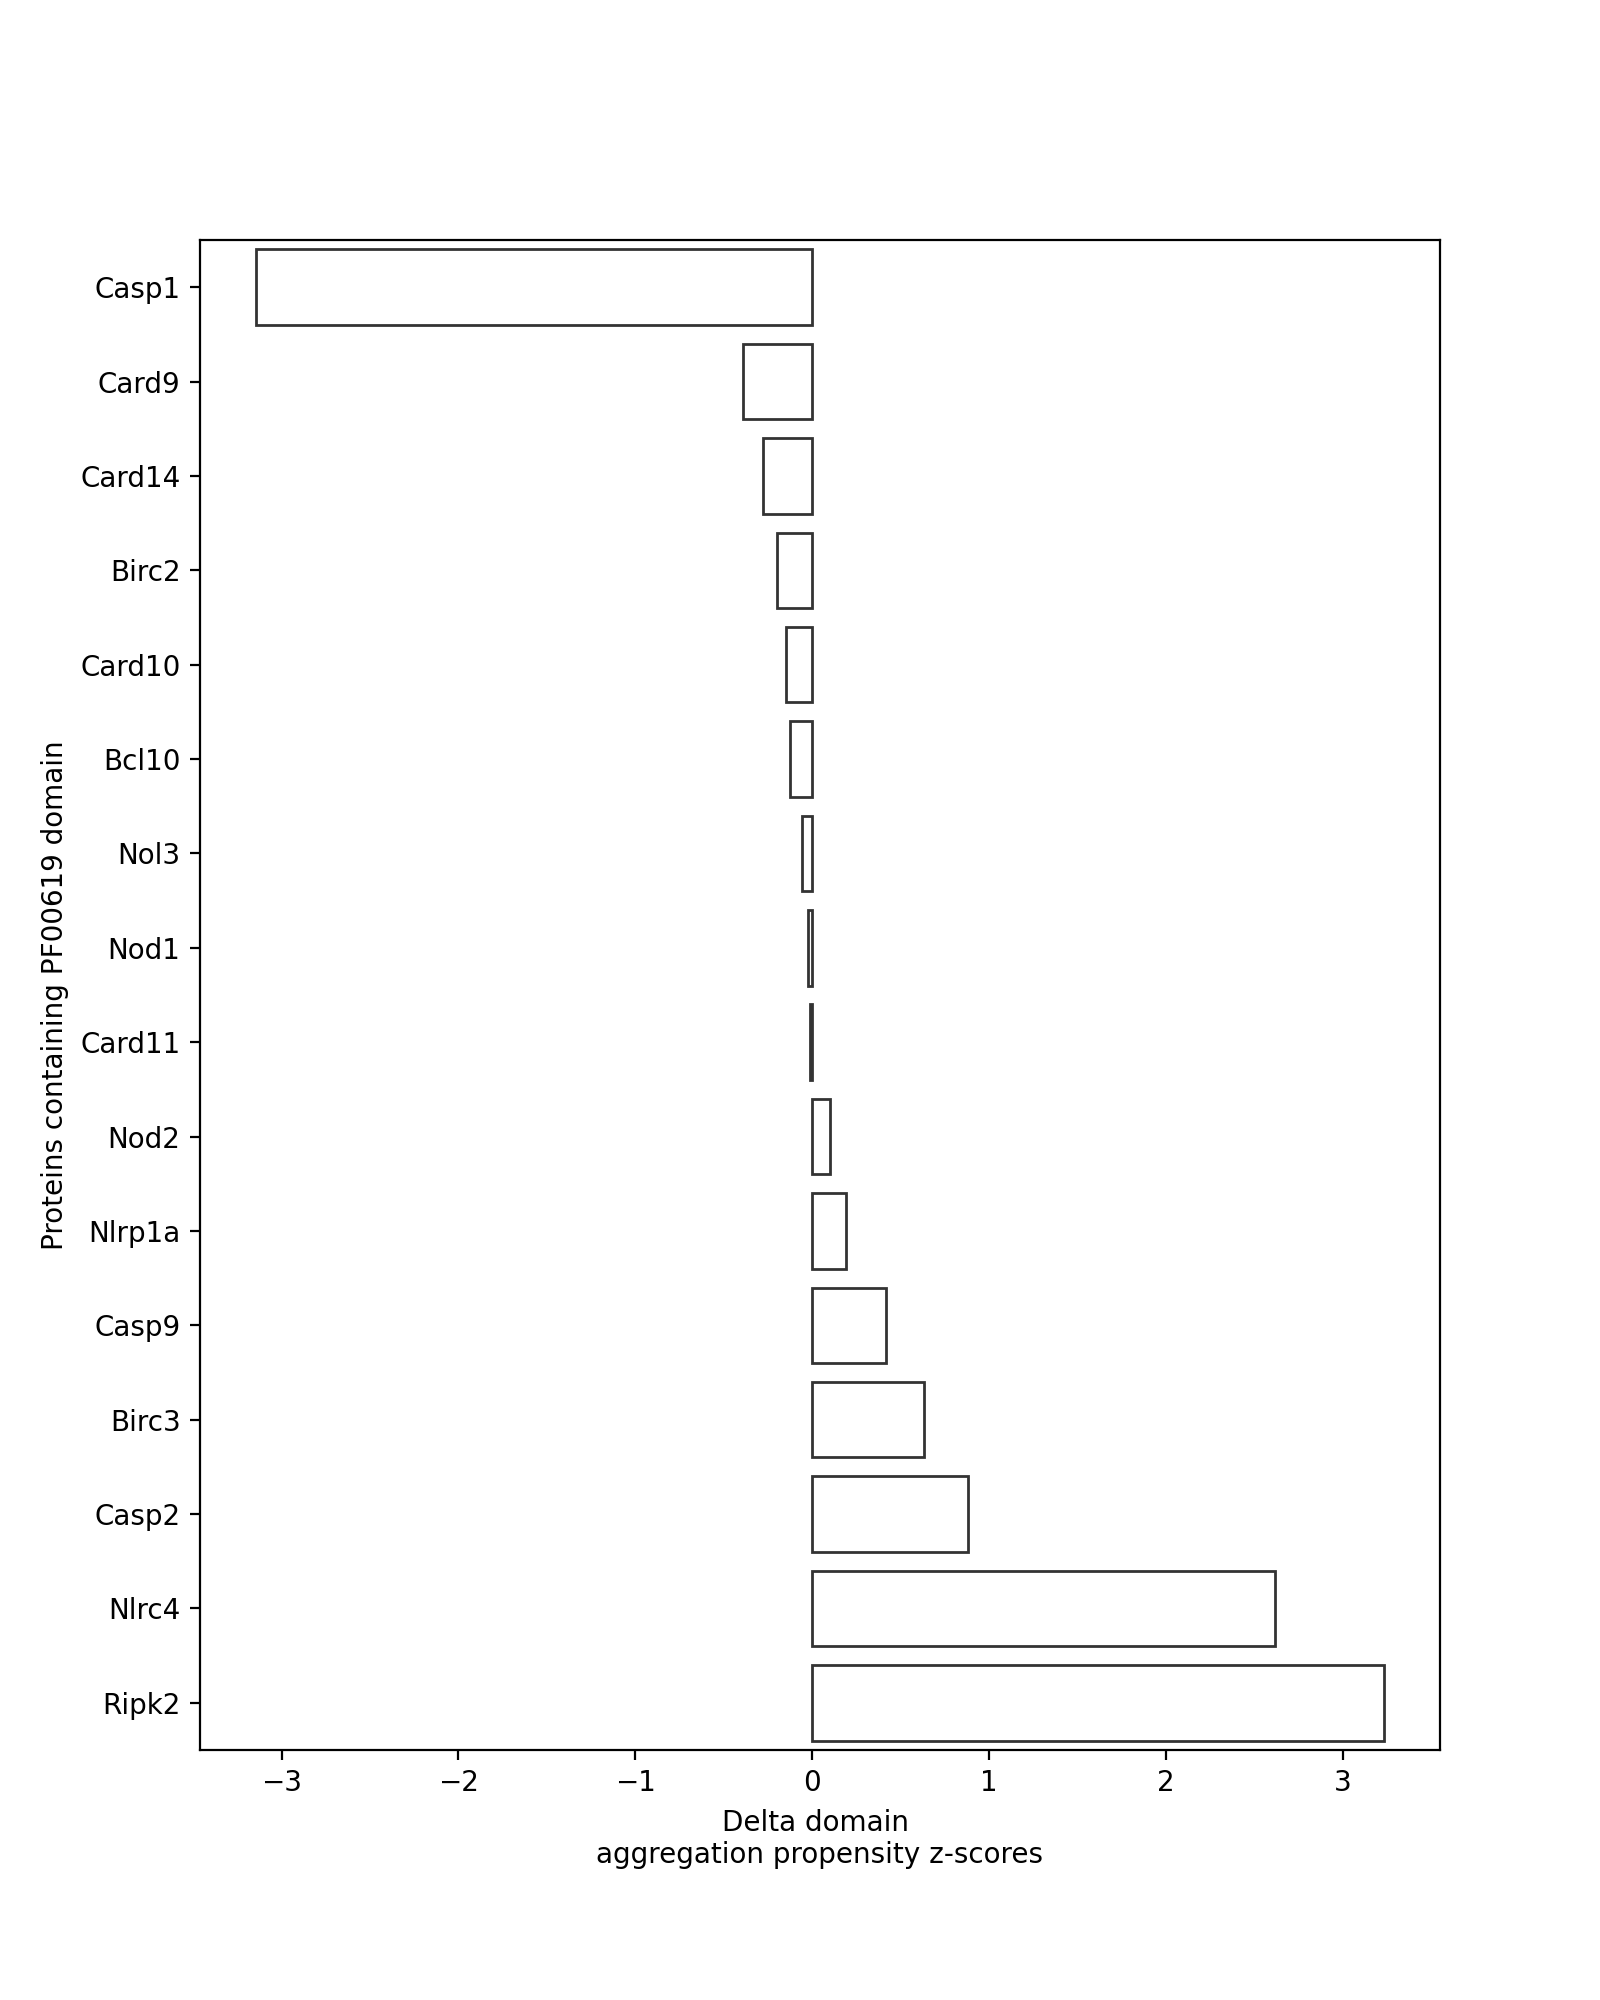 Proteins containing PF00619 domain
Casp1
Card9
Card14
Birc2
Card10
Bcl10
Nol3
Nod1
Card11
Nod2
Nlrp1a
Casp9
Birc3
Casp2
Nlrc4
Ripk2
−3 −2 −1 0 1 2 3
Delta domain
aggregation propensity z-scores